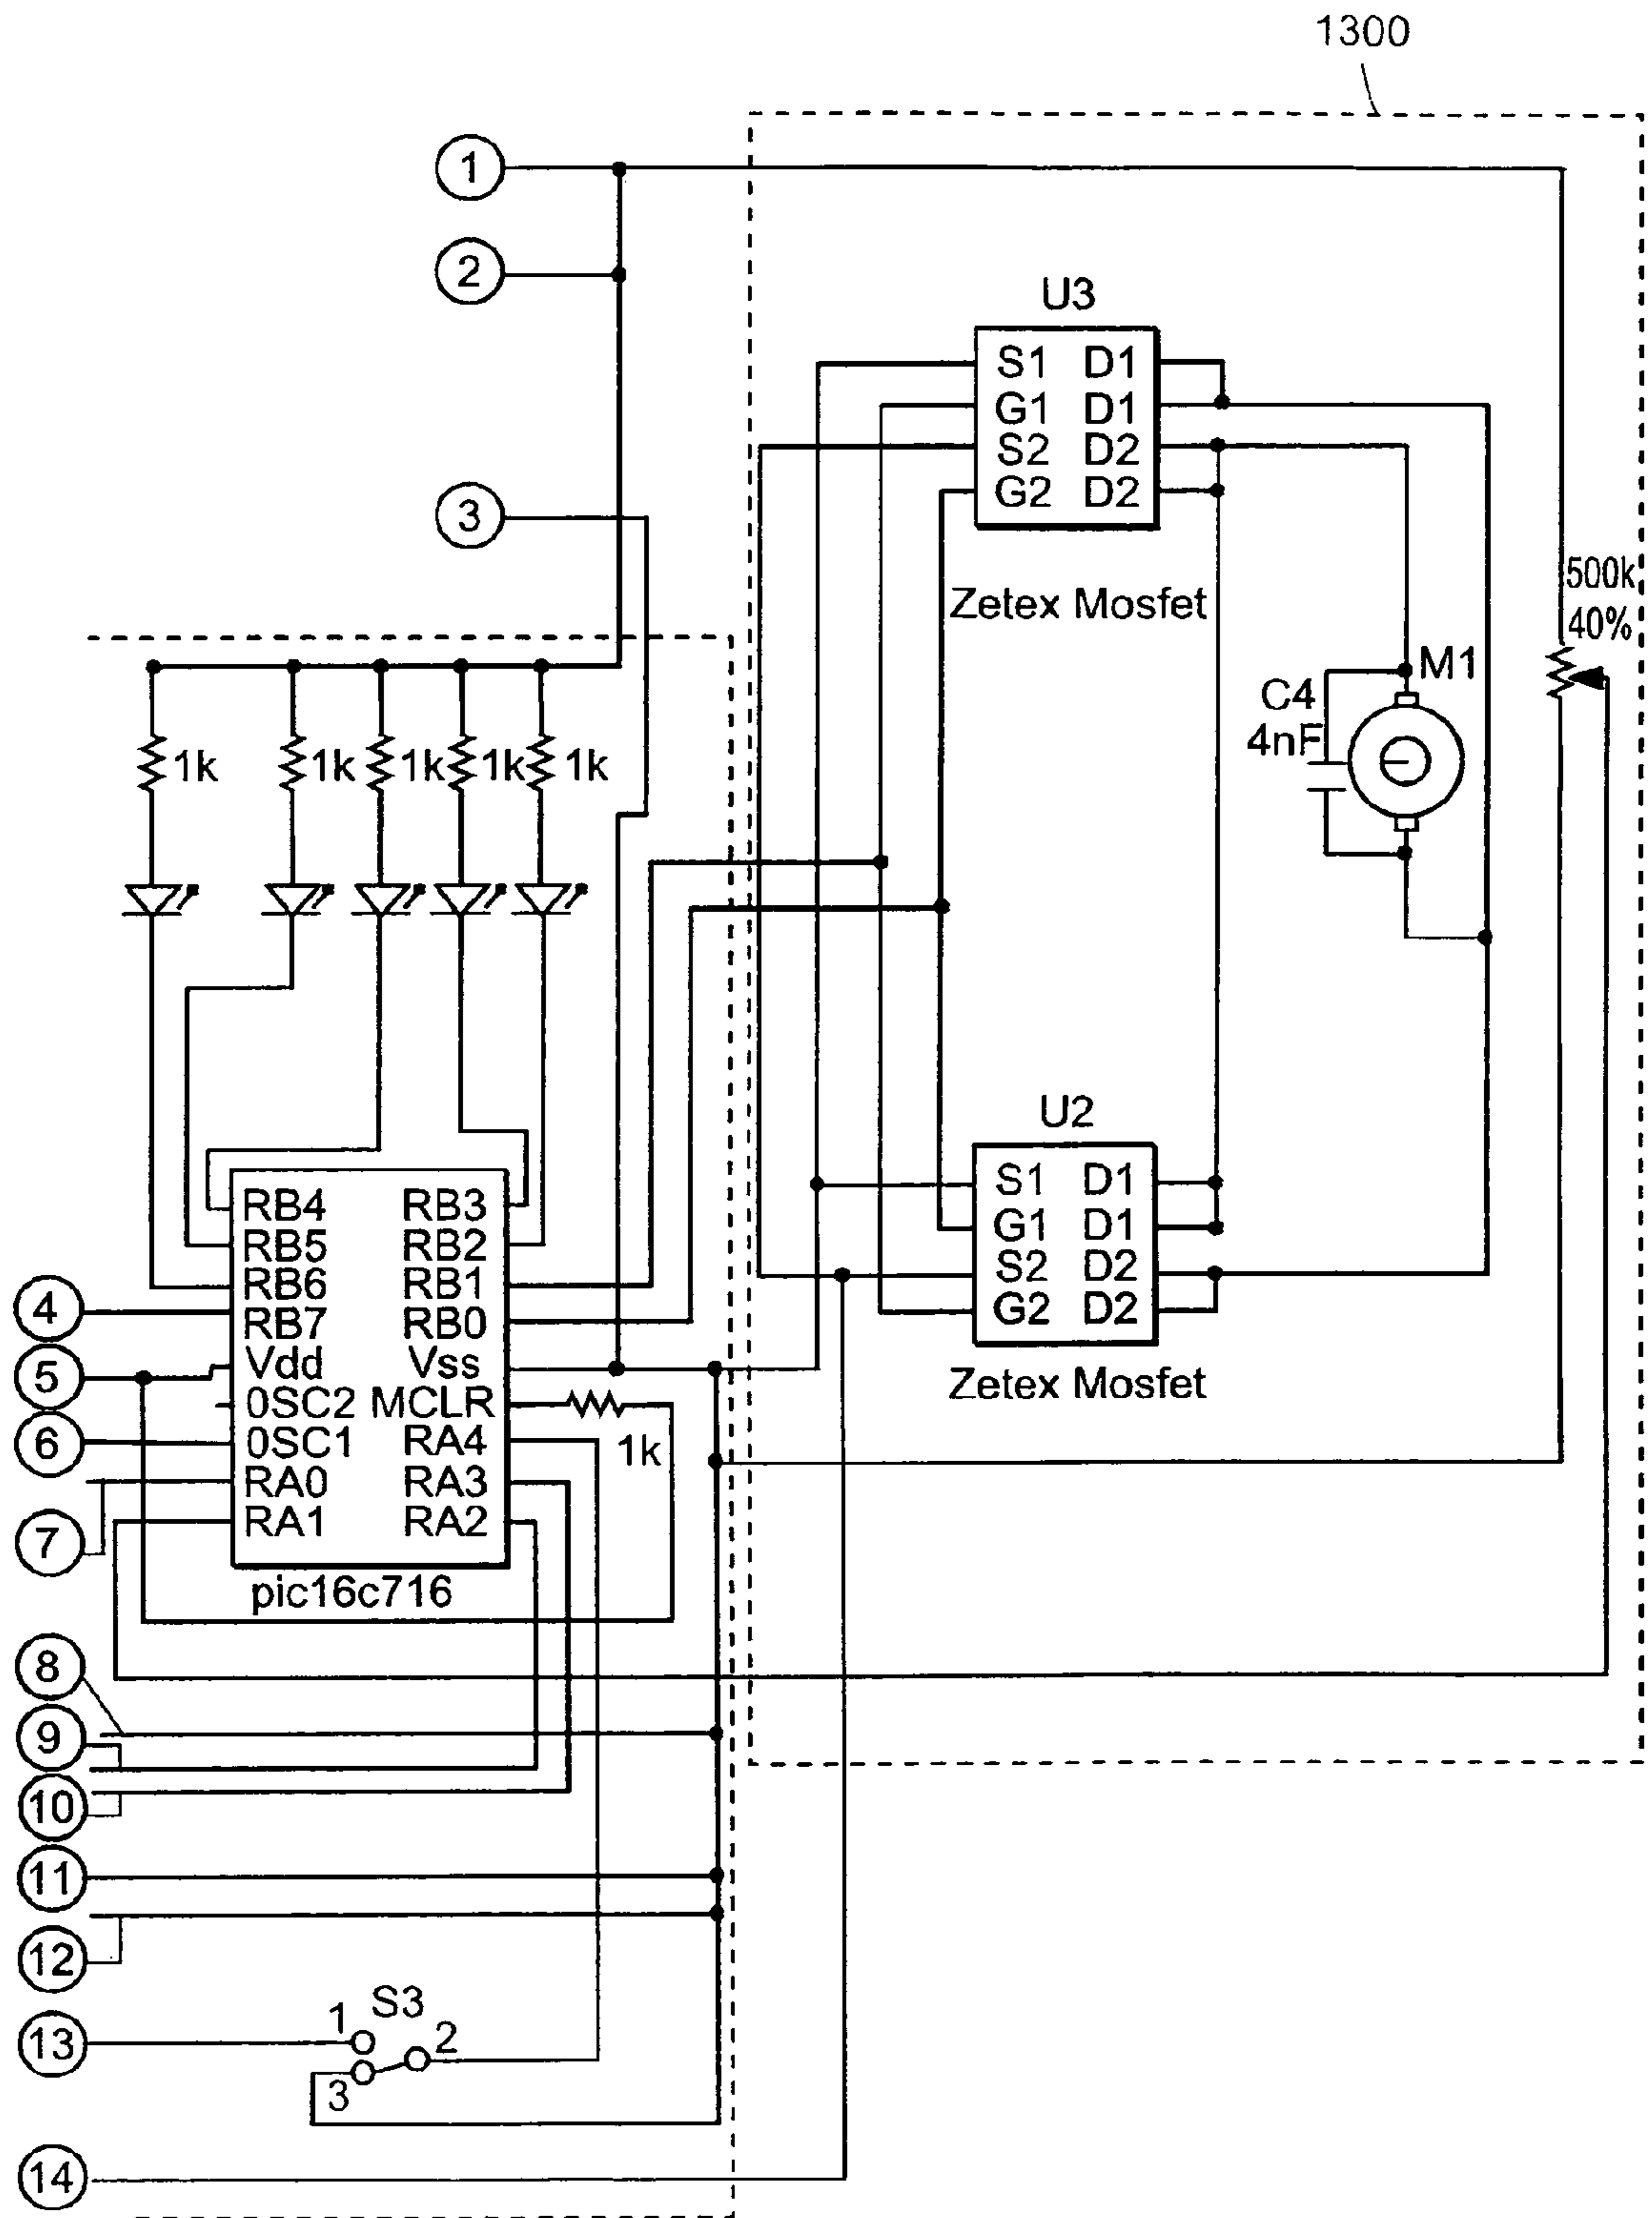 1300
1
2
U3
S1 D1
G1 D1
S2 D2
G2 D2
3
Zetex Mosfet
500k
40%
M1
C4
4nF
1k 1k 1k 1k 1k
U2
S1 D1
G1 D1
S2 D2
G2 D2
Zetex Mosfet
RB4 RB3
RB5 RB2
RB6 RB1
4
RB7 RB0
5
Vdd Vss
0SC2 MCLR
6
0SC1 RA4
1k
RA0 RA3
7
RA1 RA2
pic16c716
8
9
10
11
12
S3
1
13
2
3
14